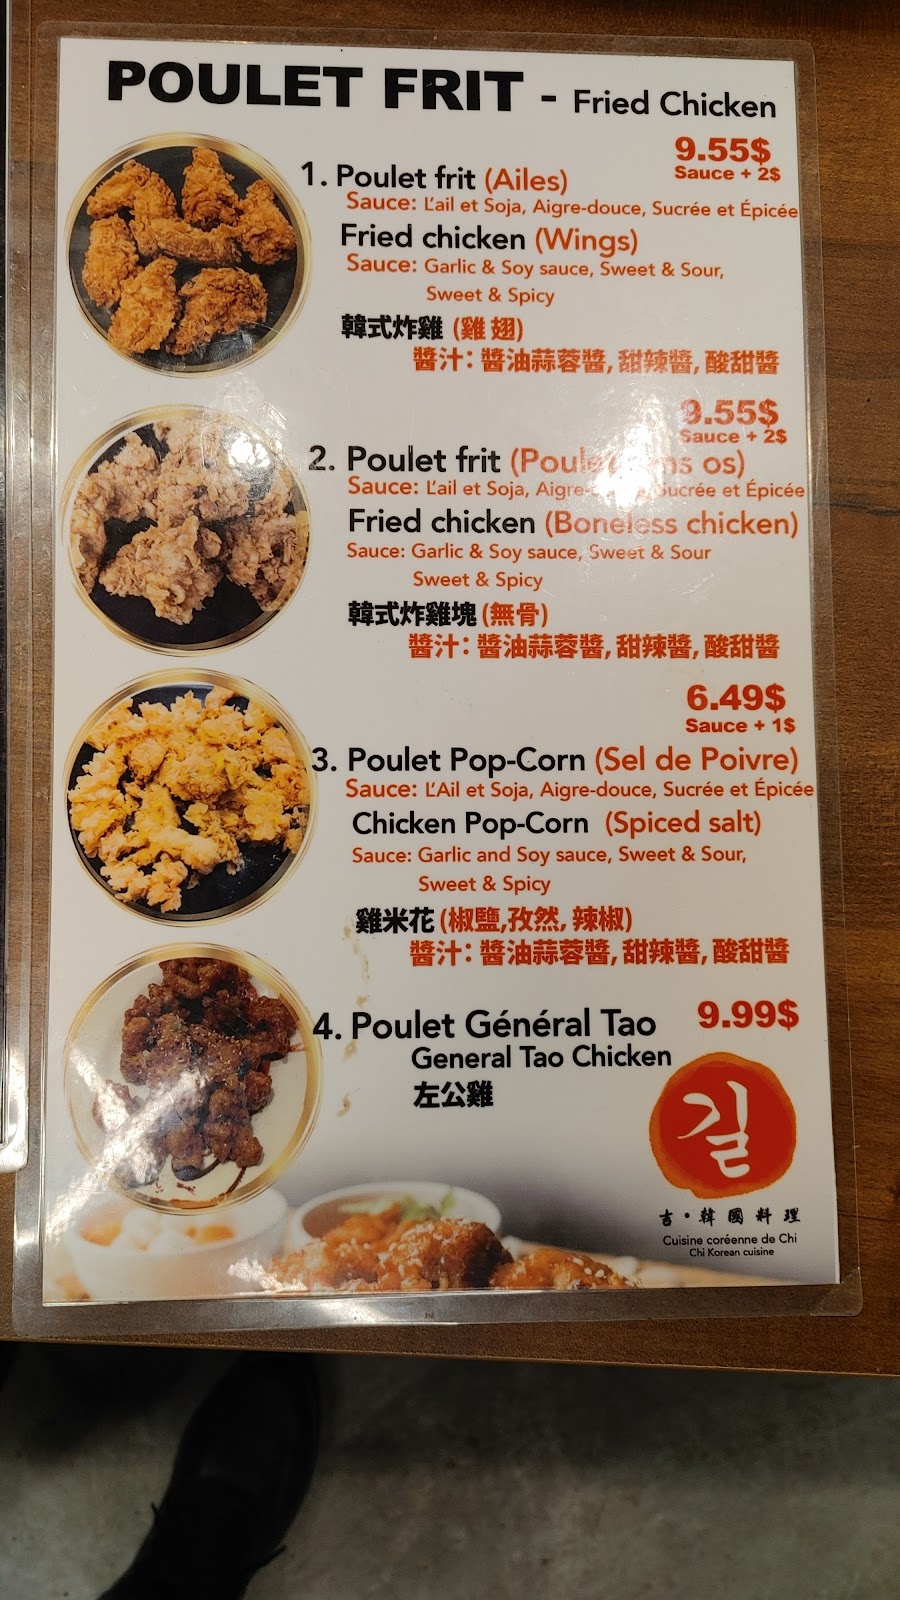 POULET FRIT - Fried Chicken
9.55$
Sauce + 2$
1. Poulet frit (Ailes)
Sauce: L'ail et Soja, Aigre-douce, Sucrée et Épicée
Fried chicken (Wings)
Sauce: Garlic & Soy sauce, Sweet & Sour,
Sweet & Spicy
韓式炸雞 (雞翅)
醬汁: 醬油蒜蓉醬, 甜辣醬, 酸甜醬
9.55$
Sauce + 2$
2. Poulet frit (Poulet sans os)
Sauce: L'ail et Soja, Aigre-douce, Sucrée et Épicée
Fried chicken (Boneless chicken)
Sauce: Garlic & Soy sauce, Sweet & Sour
Sweet & Spicy
韓式炸雞塊 (無骨)
醬汁: 醬油蒜蓉醬, 甜辣醬, 酸甜醬
6.49$
Sauce + 1$
3. Poulet Pop-Corn (Sel de Poivre)
Sauce: L'Ail et Soja, Aigre-douce, Sucrée et Épicée
Chicken Pop-Corn (Spiced salt)
Sauce: Garlic and Soy sauce, Sweet & Sour,
Sweet & Spicy
雞米花 (椒鹽,孜然, 辣椒)
醬汁: 醬油蒜蓉醬, 甜辣醬, 酸甜醬
4. Poulet Général Tao 9.99$
General Tao Chicken
左公雞
길
吉·韓國料理
Cuisine coréenne de Chi
Chi Korean cuisine